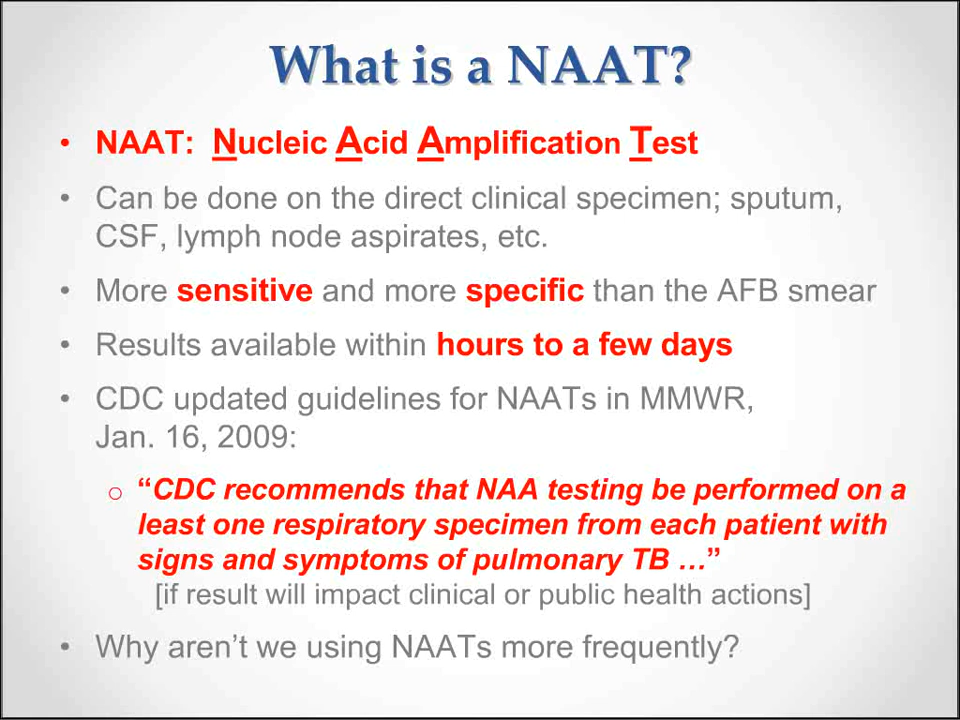 What is a NAAT?
• NAAT: Nucleic Acid Amplification Test
• Can be done on the direct clinical specimen; sputum,
CSF, lymph node aspirates, etc.
• More sensitive and more specific than the AFB smear
• Results available within hours to a few days
• CDC updated guidelines for NAATs in MMWR,
Jan. 16, 2009:
o “CDC recommends that NAA testing be performed on a
least one respiratory specimen from each patient with
signs and symptoms of pulmonary TB …”
[if result will impact clinical or public health actions]
• Why aren’t we using NAATs more frequently?